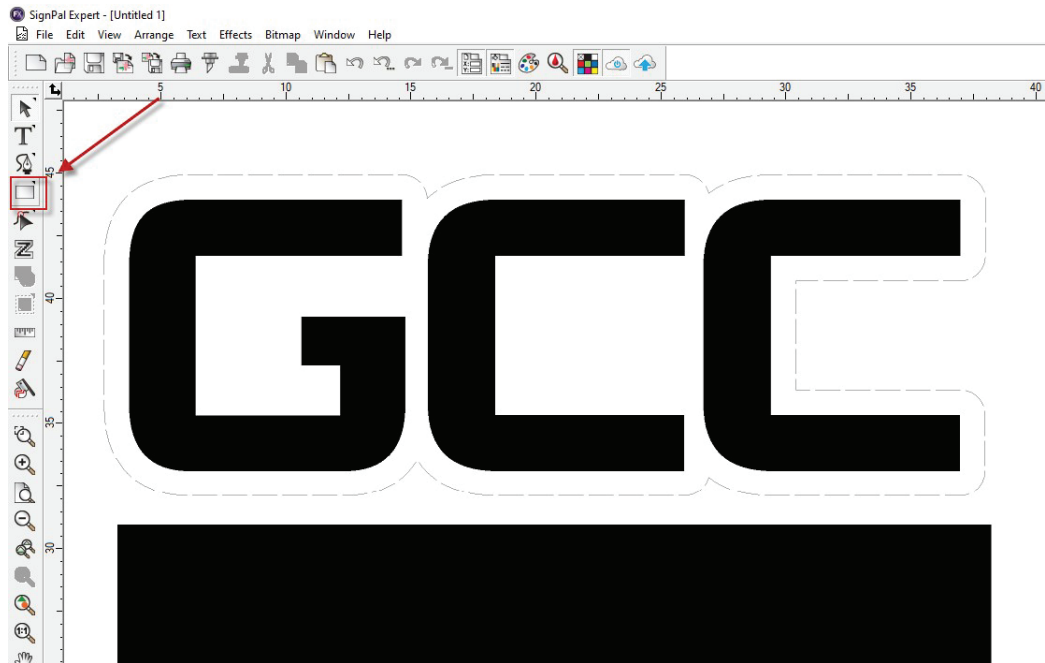 SignPal Expert - [Untitled 1]
File Edit View Arrange Text Effects Bitmap Window Help
5 10 15 20 25 30 35 40
45
40
35
30
GCC